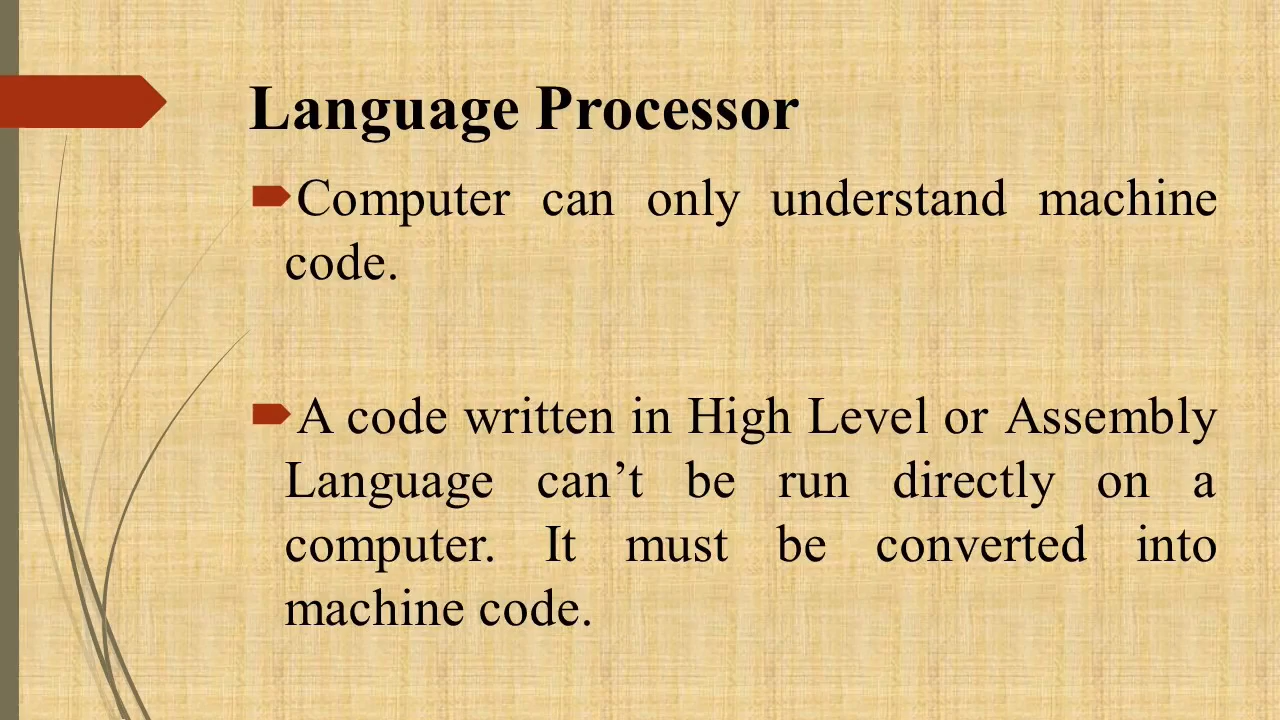 Language Processor
Computer can only understand machine
code.
A code written in High Level or Assembly
Language can’t be run directly on a
computer. It must be converted into
machine code.